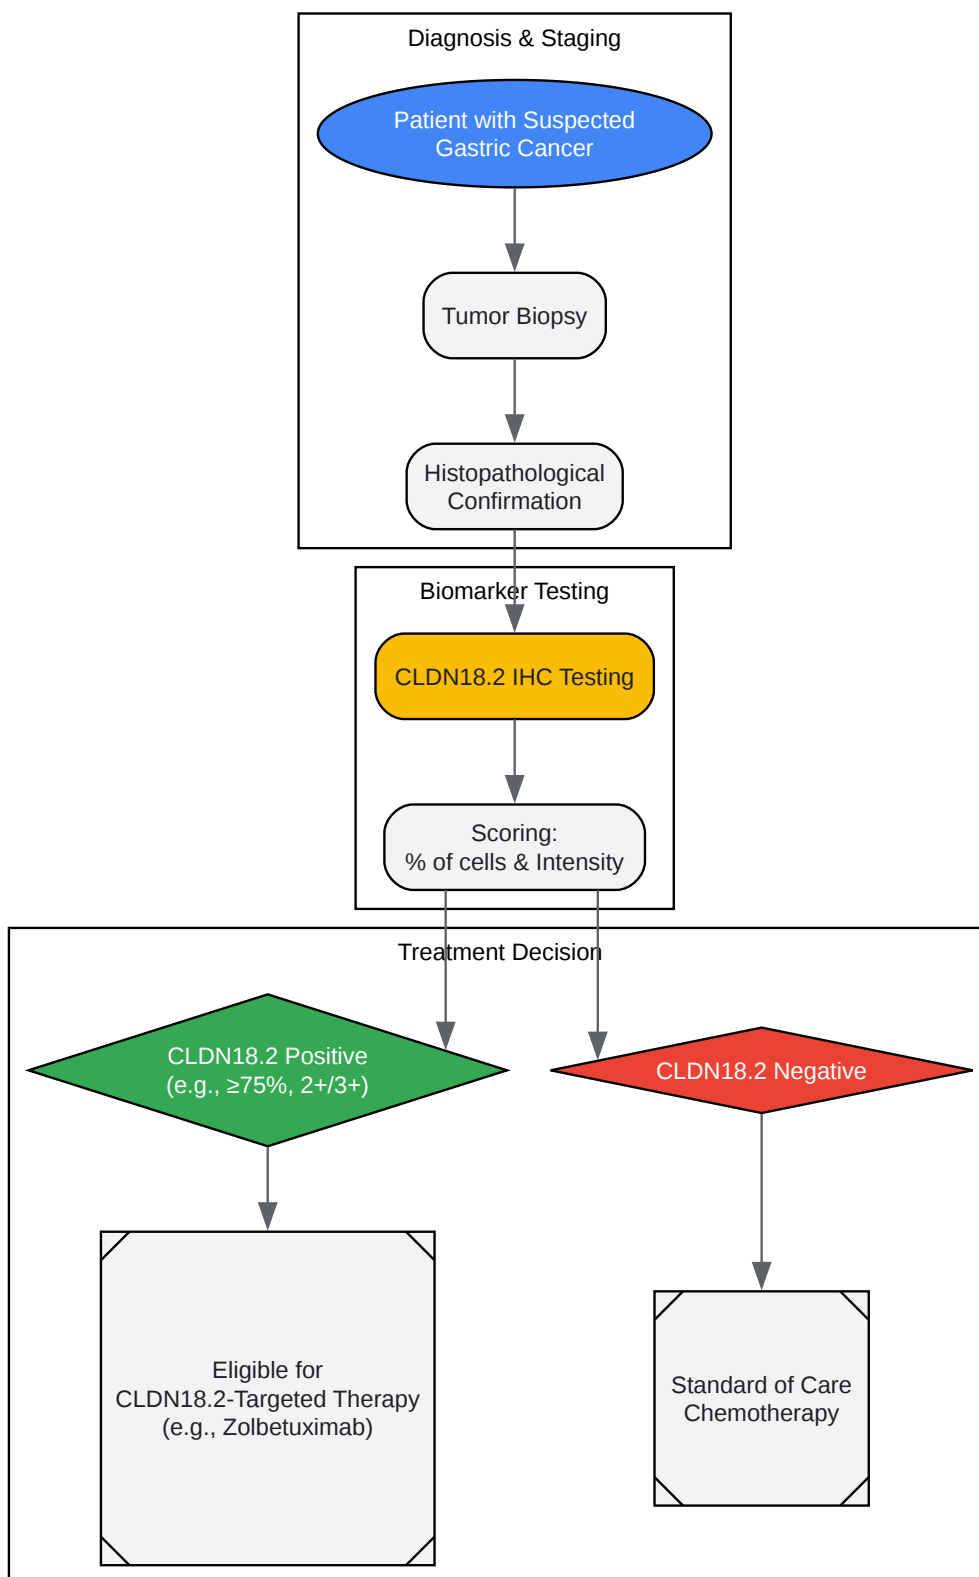 Diagnosis & Staging
Patient with Suspected
Gastric Cancer
Tumor Biopsy
Histopathological
Confirmation
Biomarker Testing
CLDN18.2 IHC Testing
Scoring:
% of cells & Intensity
Treatment Decision
CLDN18.2 Positive
(e.g., ≥75%, 2+/3+)
CLDN18.2 Negative
Eligible for
CLDN18.2-Targeted Therapy
(e.g., Zolbetuximab)
Standard of Care
Chemotherapy